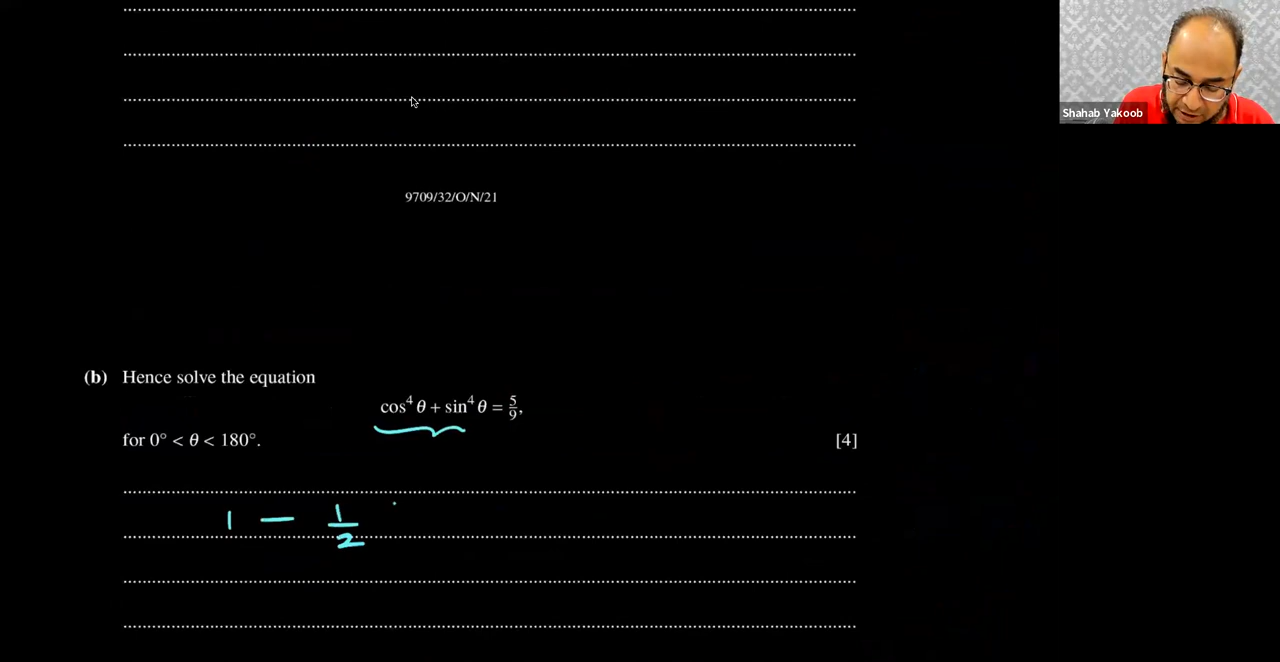 Shahab Yakoob
9709/32/O/N/21
(b) Hence solve the equation
cos⁴ θ + sin⁴ θ = 5/9,
for 0° < θ < 180°. [4]
1 − 1/2